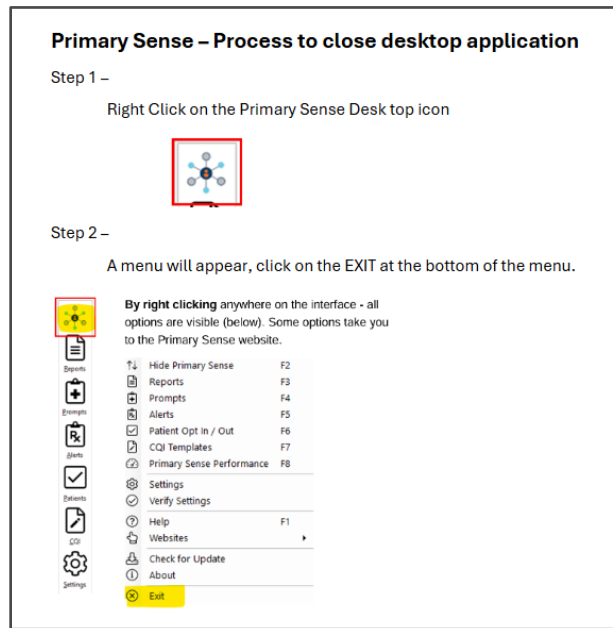 Primary Sense – Process to close desktop application
Step 1 –
Right Click on the Primary Sense Desk top icon
Step 2 –
A menu will appear, click on the EXIT at the bottom of the menu.
By right clicking anywhere on the interface - all
options are visible (below). Some options take you
to the Primary Sense website.
Reports
Prompts
Alerts
Patients
CQI
Settings
Hide Primary Sense F2
Reports F3
Prompts F4
Alerts F5
Patient Opt In / Out F6
CQI Templates F7
Primary Sense Performance F8
Settings
Verify Settings
Help F1
Websites
Check for Update
About
Exit